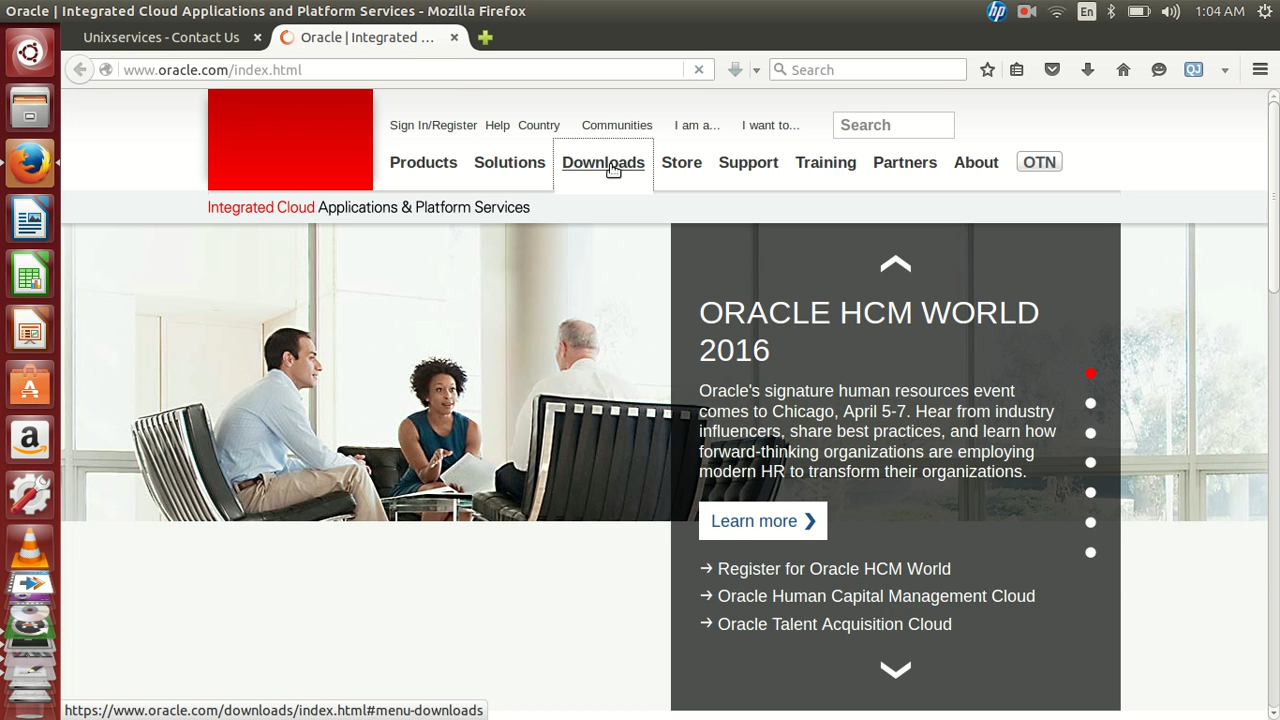 Oracle | Integrated Cloud Applications and Platform Services - Mozilla Firefox
En
1:04 AM
Unixservices - Contact Us
Oracle | Integrated ...
www.oracle.com/index.html
Search
QJ
Sign In/Register Help Country Communities I am a... I want to...
Search
Products Solutions Downloads Store Support Training Partners About OTN
Integrated Cloud Applications & Platform Services
ORACLE HCM WORLD
2016
Oracle's signature human resources event
comes to Chicago, April 5-7. Hear from industry
influencers, share best practices, and learn how
forward-thinking organizations are employing
modern HR to transform their organizations.
Learn more
Register for Oracle HCM World
Oracle Human Capital Management Cloud
Oracle Talent Acquisition Cloud
https://www.oracle.com/downloads/index.html#menu-downloads